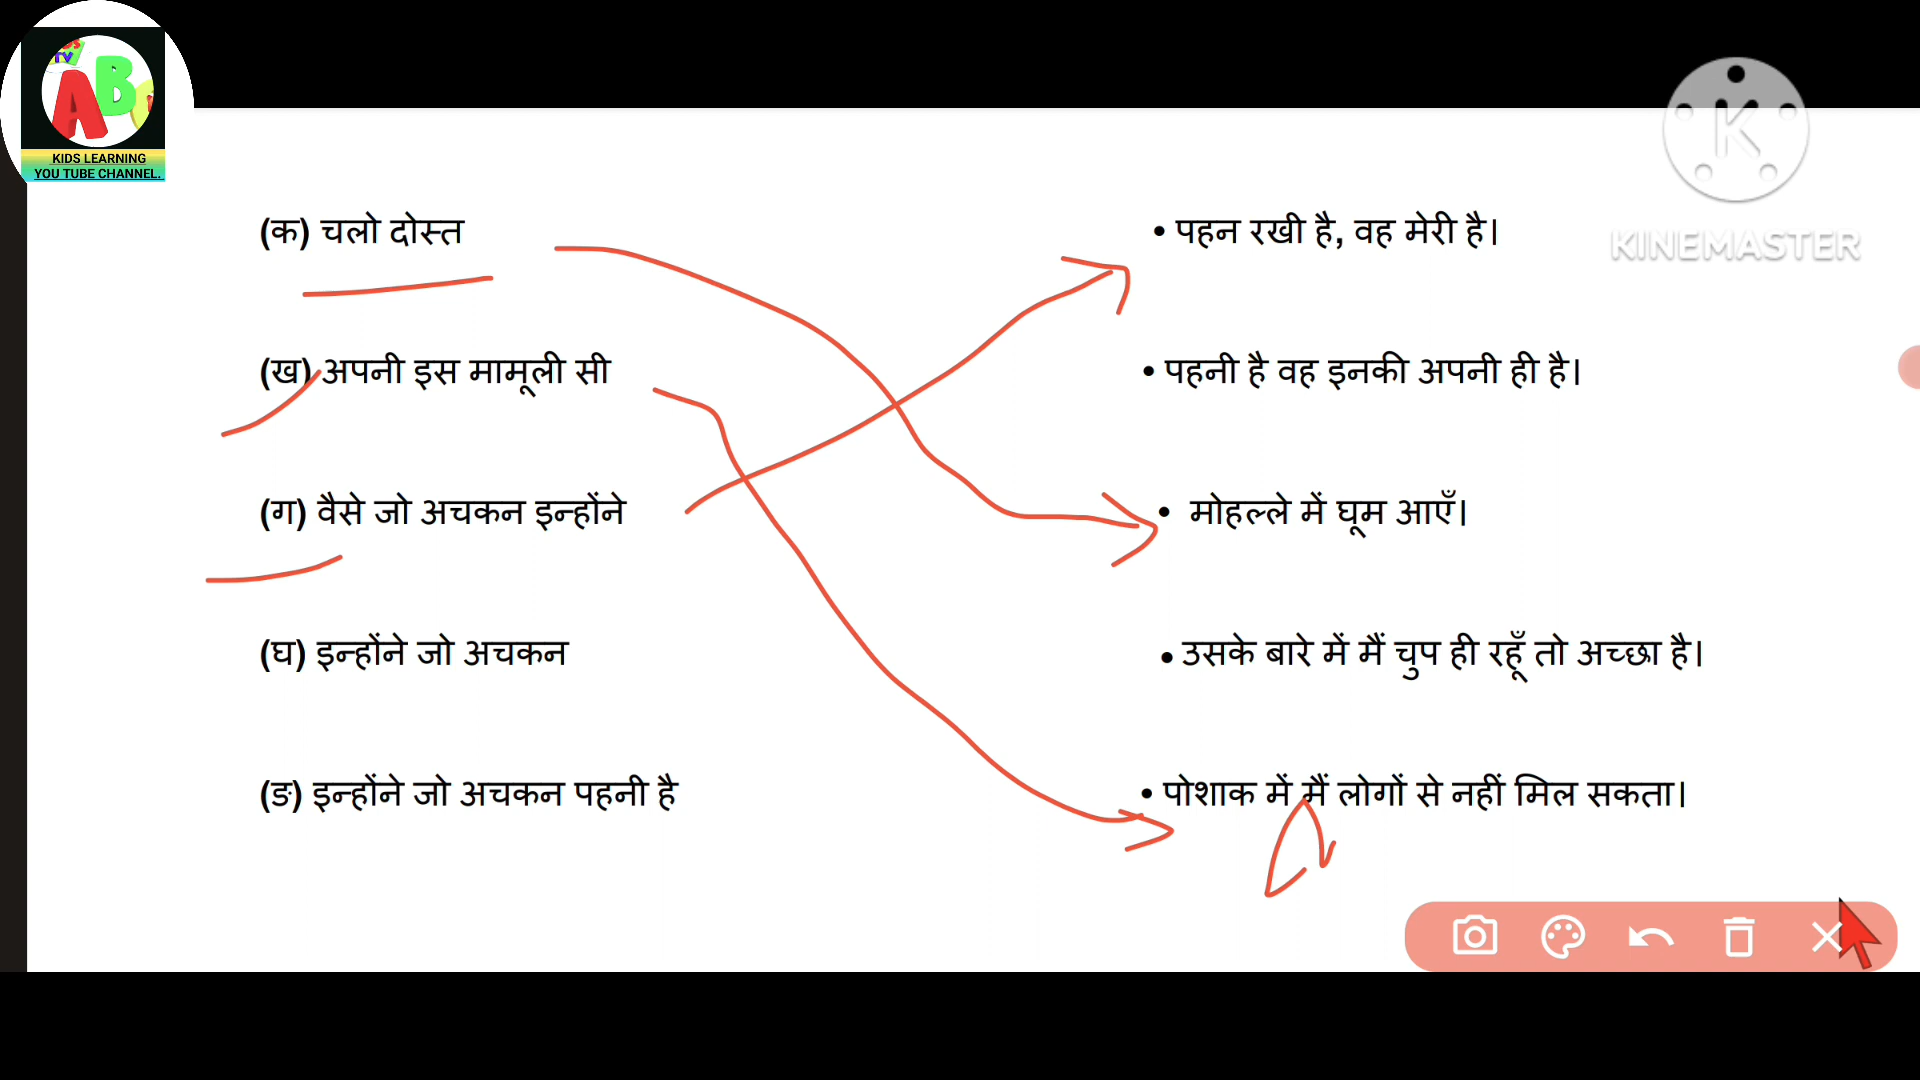 KIDS LEARNING
YOU TUBE CHANNEL.
KINEMASTER
(क) चलो दोस्त
• पहन रखी है, वह मेरी है।
(ख) अपनी इस मामूली सी
• पहनी है वह इनकी अपनी ही है।
(ग) वैसे जो अचकन इन्होंने
• मोहल्ले में घूम आएँ।
(घ) इन्होंने जो अचकन
• उसके बारे में मैं चुप ही रहूँ तो अच्छा है।
(ङ) इन्होंने जो अचकन पहनी है
• पोशाक में मैं लोगों से नहीं मिल सकता।